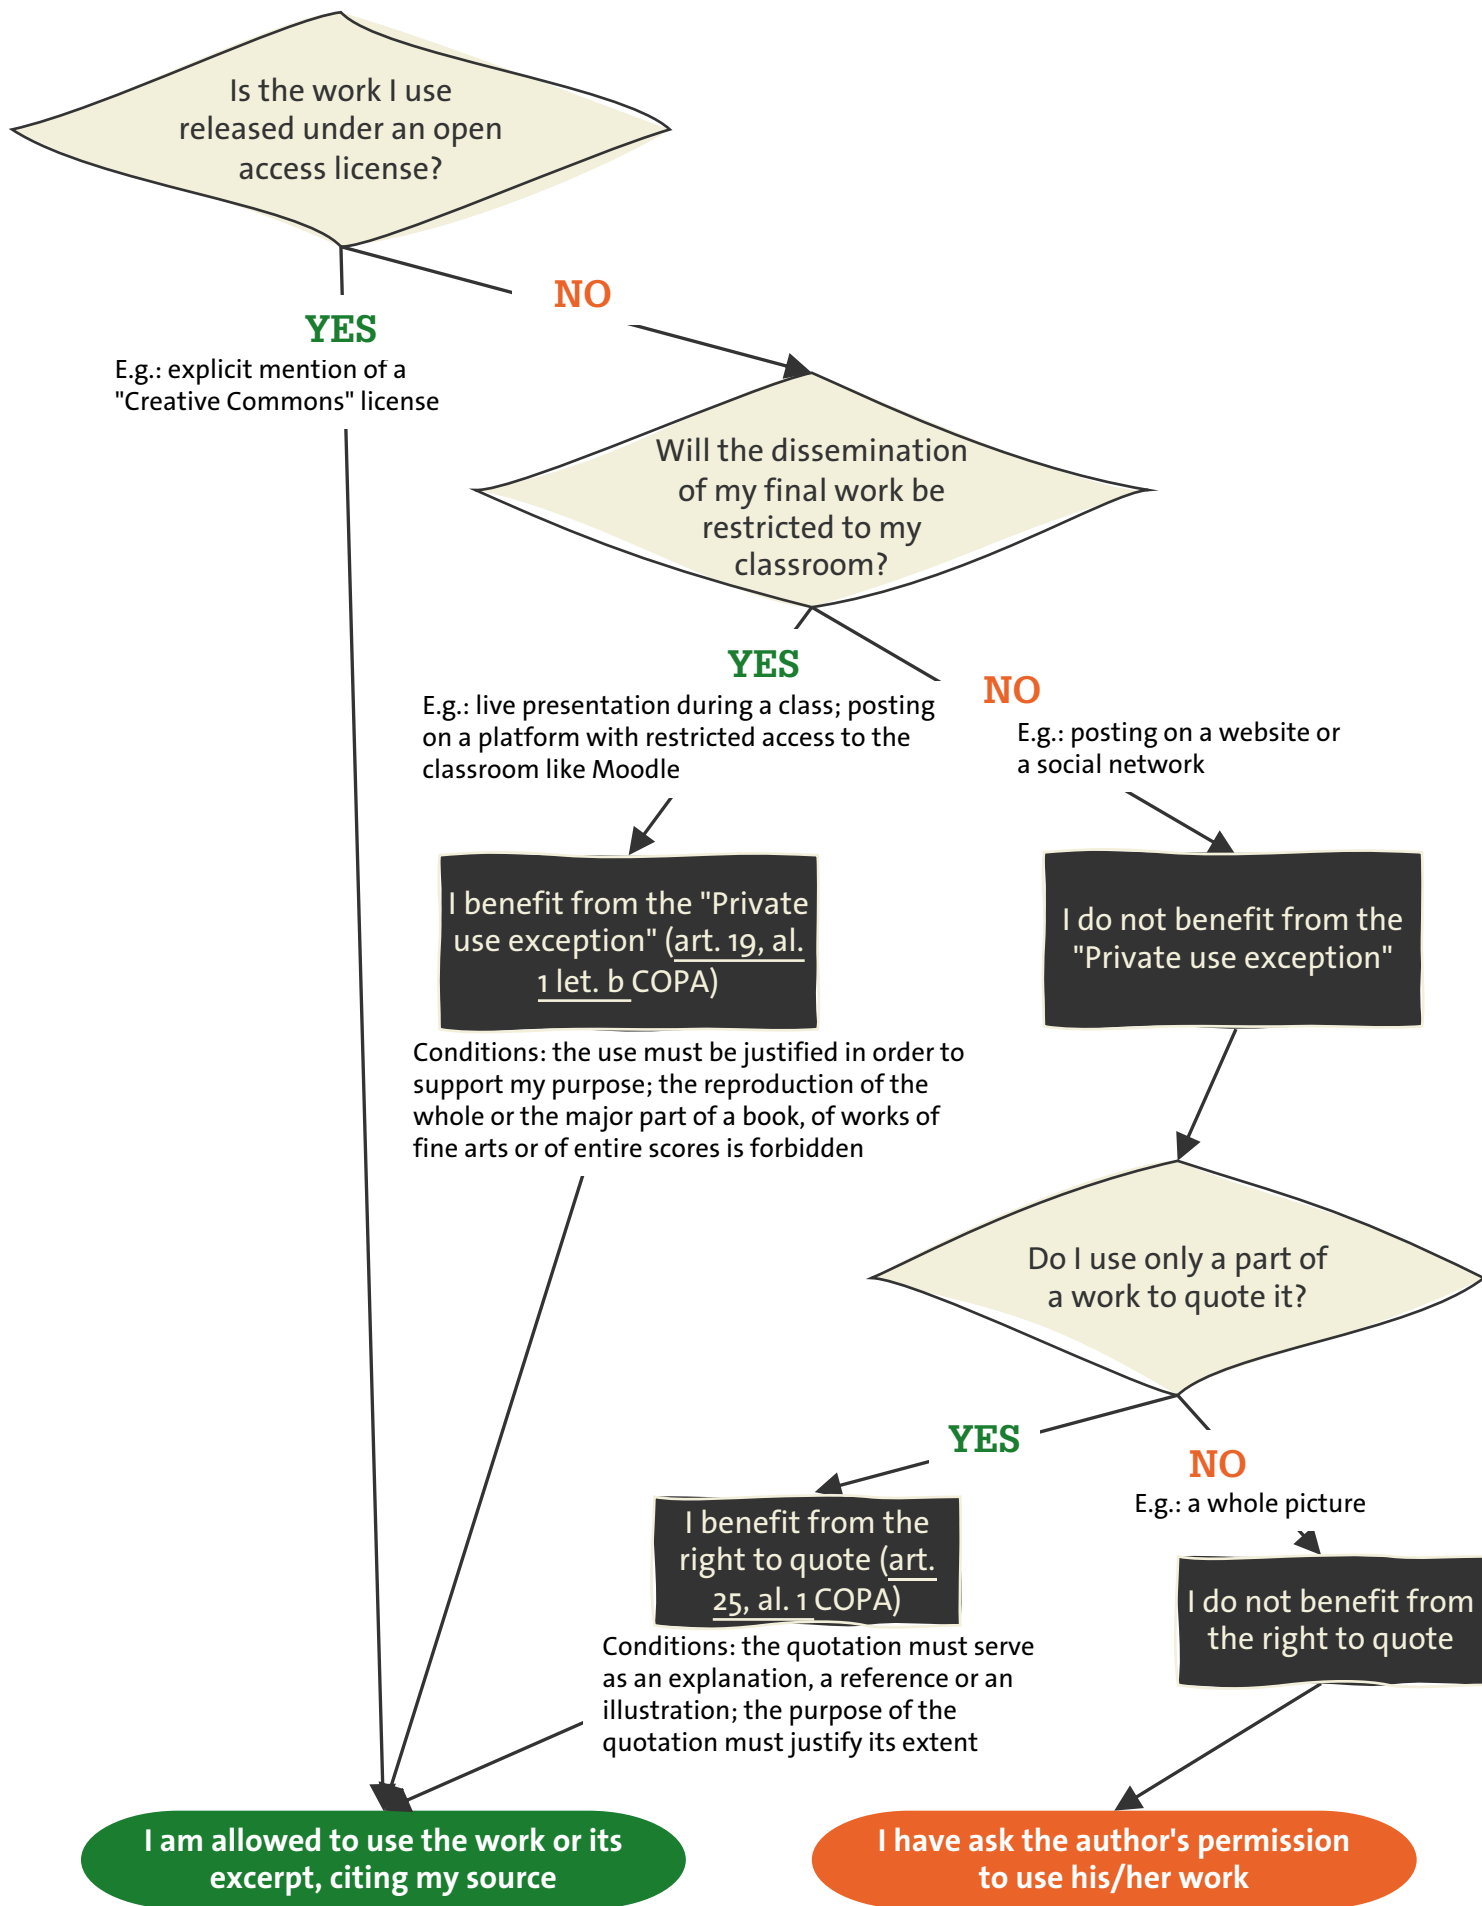 Is the work I use
released under an open
access license?
NO
YES
E.g.: explicit mention of a
"Creative Commons" license
Will the dissemination
of my final work be
restricted to my
classroom?
YES
E.g.: live presentation during a class; posting
on a platform with restricted access to the
classroom like Moodle
NO
E.g.: posting on a website or
a social network
I benefit from the "Private
use exception" (art. 19, al.
1 let. b COPA)
I do not benefit from the
"Private use exception"
Conditions: the use must be justified in order to
support my purpose; the reproduction of the
whole or the major part of a book, of works of
fine arts or of entire scores is forbidden
Do I use only a part of
a work to quote it?
YES
NO
E.g.: a whole picture
I benefit from the
right to quote (art.
25, al. 1 COPA)
I do not benefit from
the right to quote
Conditions: the quotation must serve
as an explanation, a reference or an
illustration; the purpose of the
quotation must justify its extent
I am allowed to use the work or its
excerpt, citing my source
I have ask the author's permission
to use his/her work